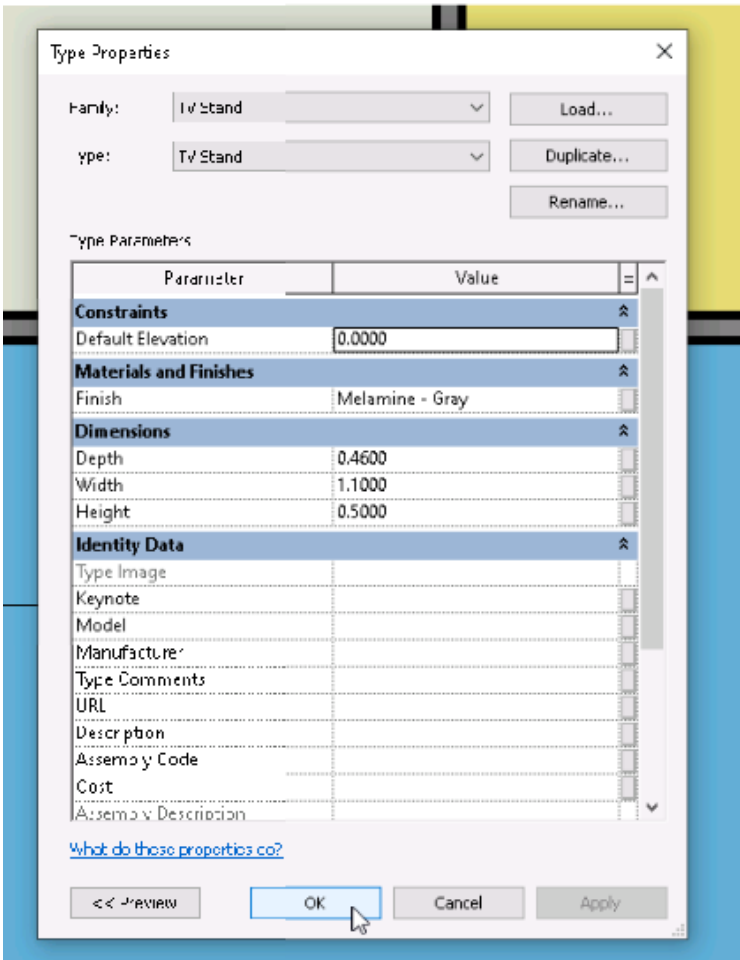 Type Properties
Family: TV Stand Load...
Type: TV Stand Duplicate...
Rename...
Type Parameters
Parameter Value =
Constraints
Default Elevation 0.0000
Materials and Finishes
Finish Melamine - Gray
Dimensions
Depth 0.4600
Width 1.1000
Height 0.5000
Identity Data
Type Image
Keynote
Model
Manufacturer
Type Comments
URL
Description
Assembly Code
Cost
Assembly Description
What do these properties do?
<< Preview OK Cancel Apply